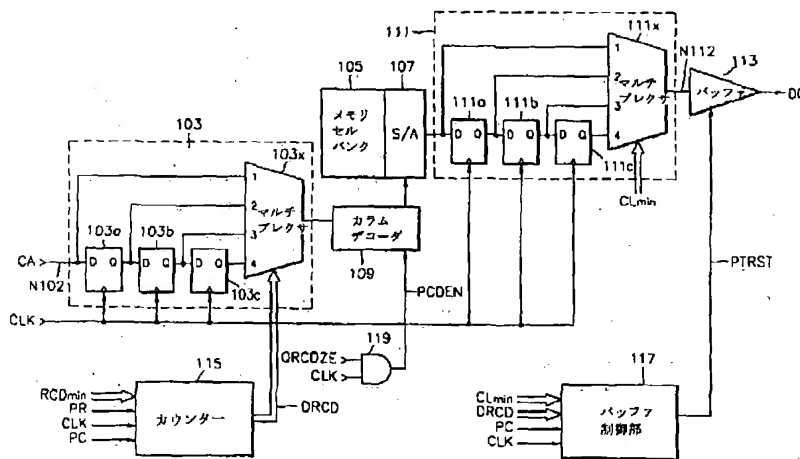 111
111x
N112
113
1
2
3
4
マルチ
プレクサ
バッファ
105
107
メモリ
セル
バンク
S/A
111a
111b
D Q
D Q
D Q
111c
CLmin
103
103x
1
2
3
4
マルチ
プレクサ
103a
103b
CA
D Q
D Q
D Q
N102
103c
カラム
デコーダ
109
PCDEN
PTRST
CLK
QRCDZE
CLK
119
115
RCDmin
PR
CLK
PC
カウンター
DRCD
117
CLmin
DRCD
PC
CLK
バッファ
制御部